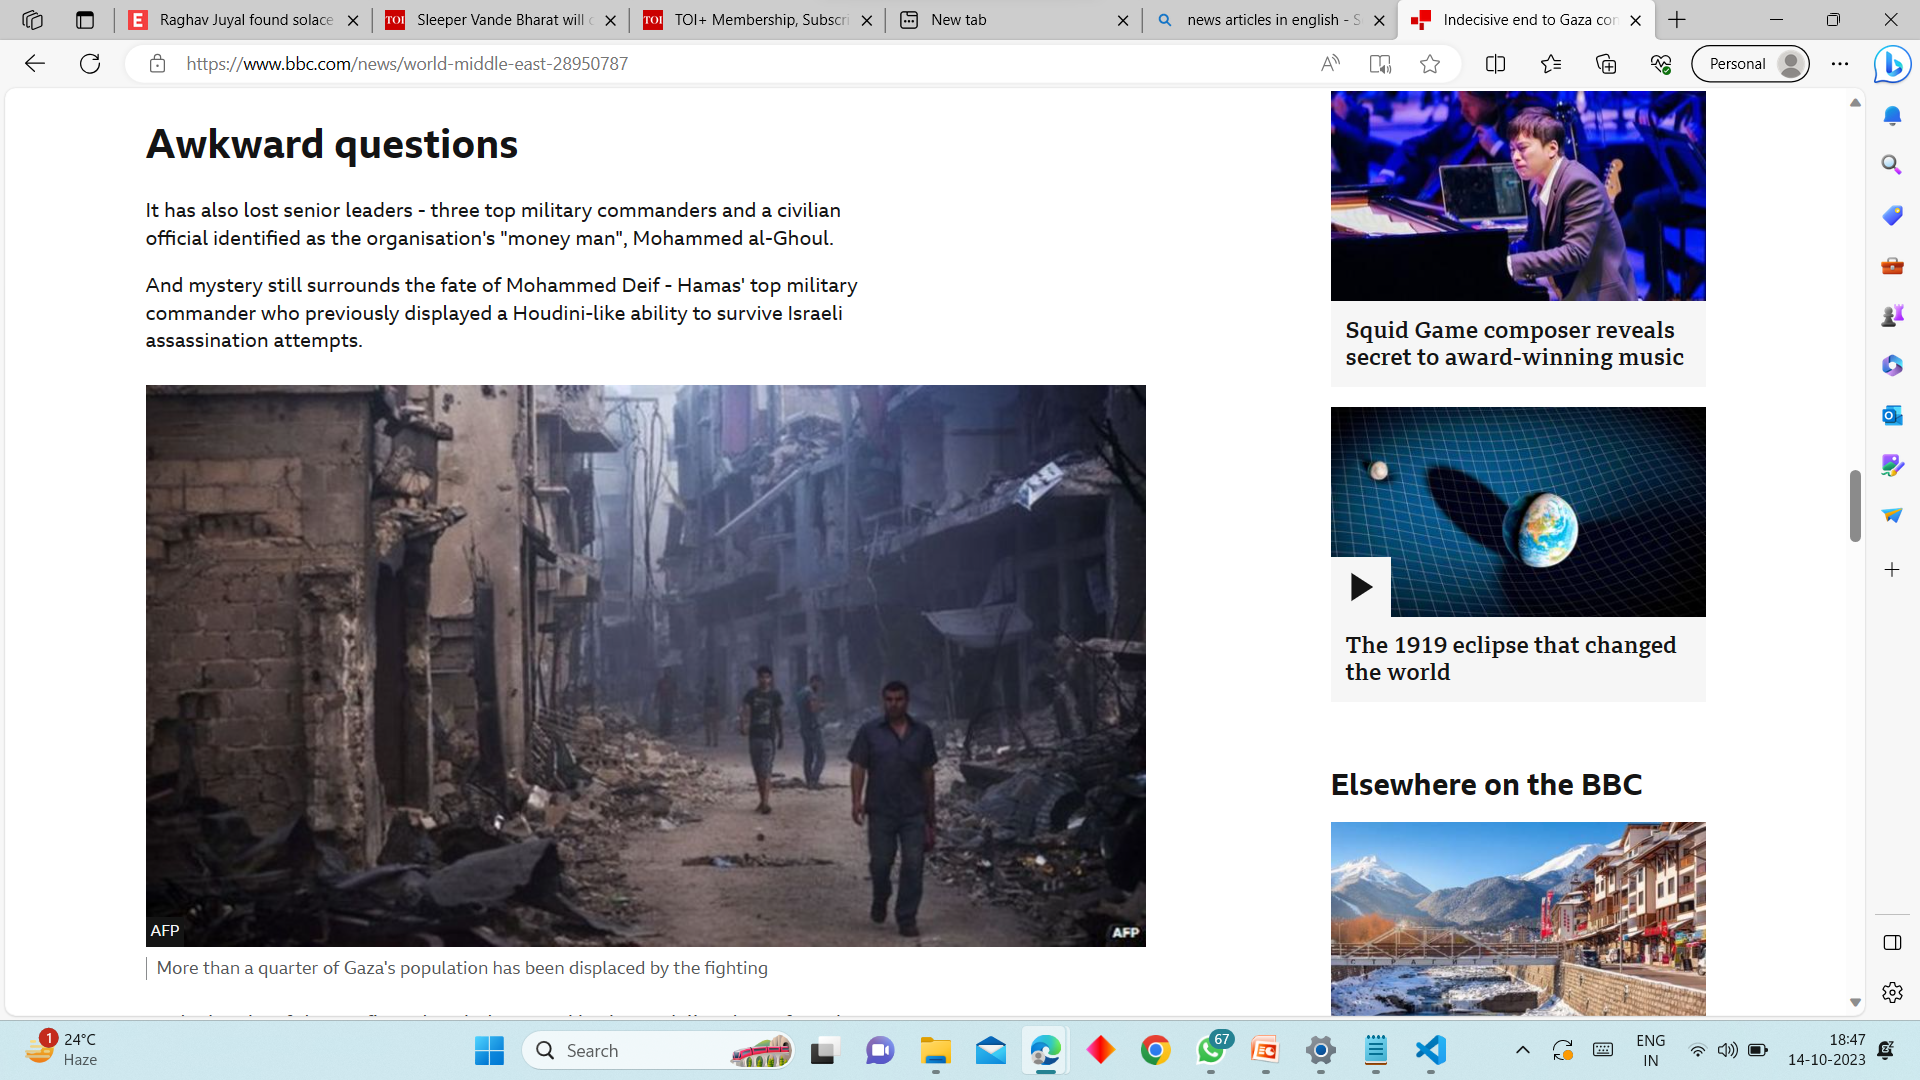 Raghav Juyal found solace
Sleeper Vande Bharat will c
TOI+ Membership, Subscri
New tab
news articles in english - S
Indecisive end to Gaza con
https://www.bbc.com/news/world-middle-east-28950787
Personal
Awkward questions
It has also lost senior leaders - three top military commanders and a civilian
official identified as the organisation's "money man", Mohammed al-Ghoul.
And mystery still surrounds the fate of Mohammed Deif - Hamas' top military
commander who previously displayed a Houdini-like ability to survive Israeli
assassination attempts.
AFP
AFP
More than a quarter of Gaza's population has been displaced by the fighting
Squid Game composer reveals
secret to award-winning music
The 1919 eclipse that changed
the world
Elsewhere on the BBC
1
24°C
Haze
Search
67
ENG
IN
18:47
14-10-2023